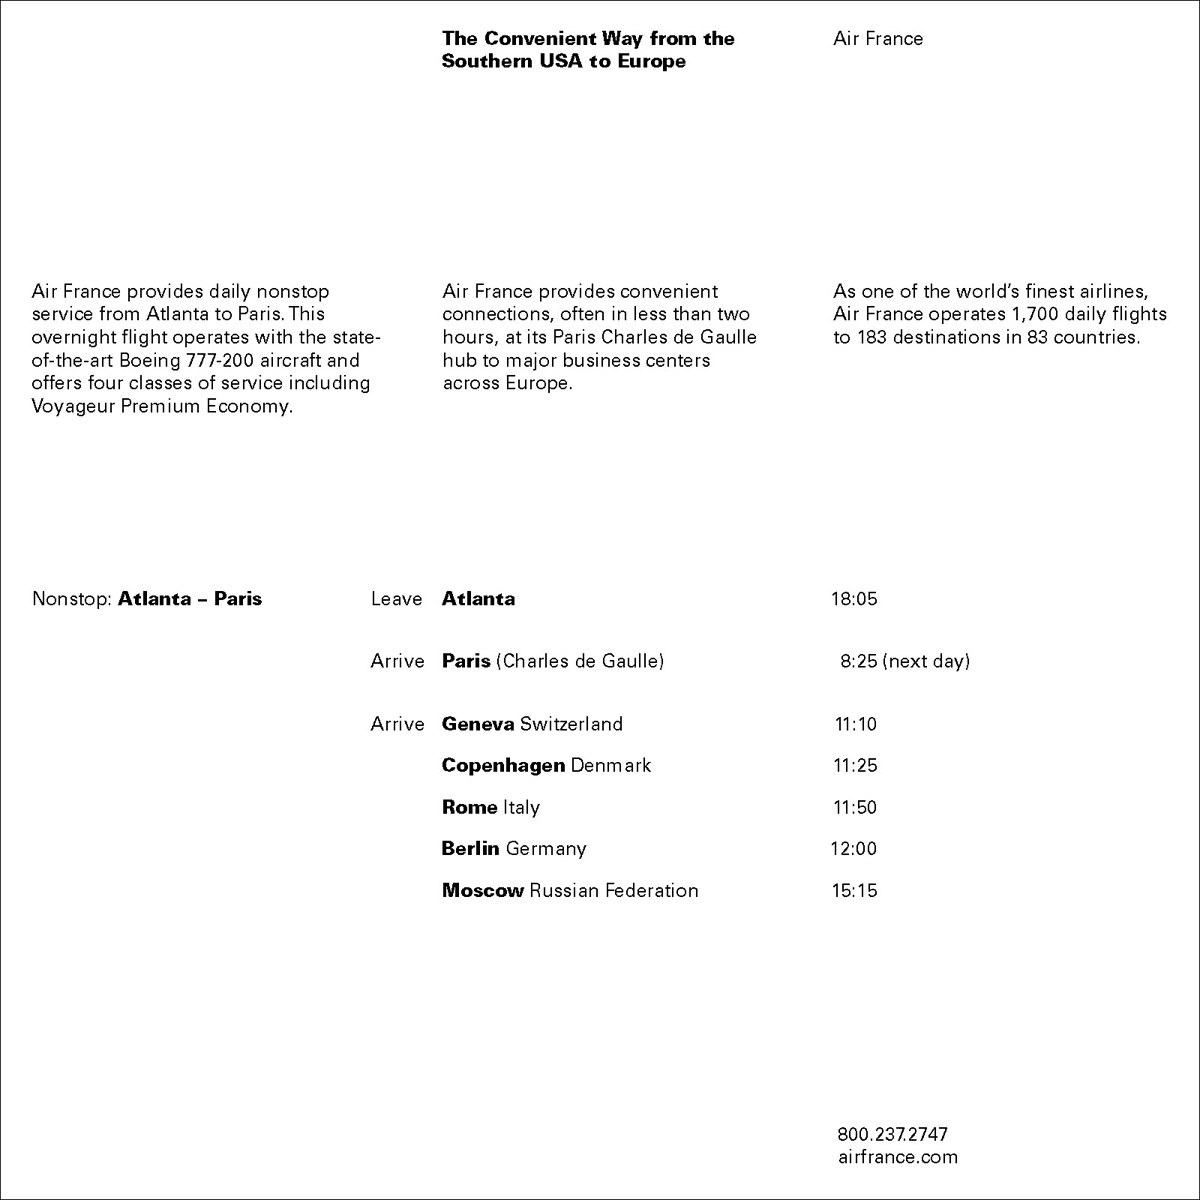 The Convenient Way from the
Southern USA to Europe
Air France
Air France provides daily nonstop
service from Atlanta to Paris. This
overnight flight operates with the state-
of-the-art Boeing 777-200 aircraft and
offers four classes of service including
Voyageur Premium Economy.
Air France provides convenient
connections, often in less than two
hours, at its Paris Charles de Gaulle
hub to major business centers
across Europe.
As one of the world’s finest airlines,
Air France operates 1,700 daily flights
to 183 destinations in 83 countries.
Nonstop: Atlanta – Paris Leave Atlanta 18:05
Arrive Paris (Charles de Gaulle) 8:25 (next day)
Arrive Geneva Switzerland 11:10
Copenhagen Denmark 11:25
Rome Italy 11:50
Berlin Germany 12:00
Moscow Russian Federation 15:15
800.237.2747
airfrance.com